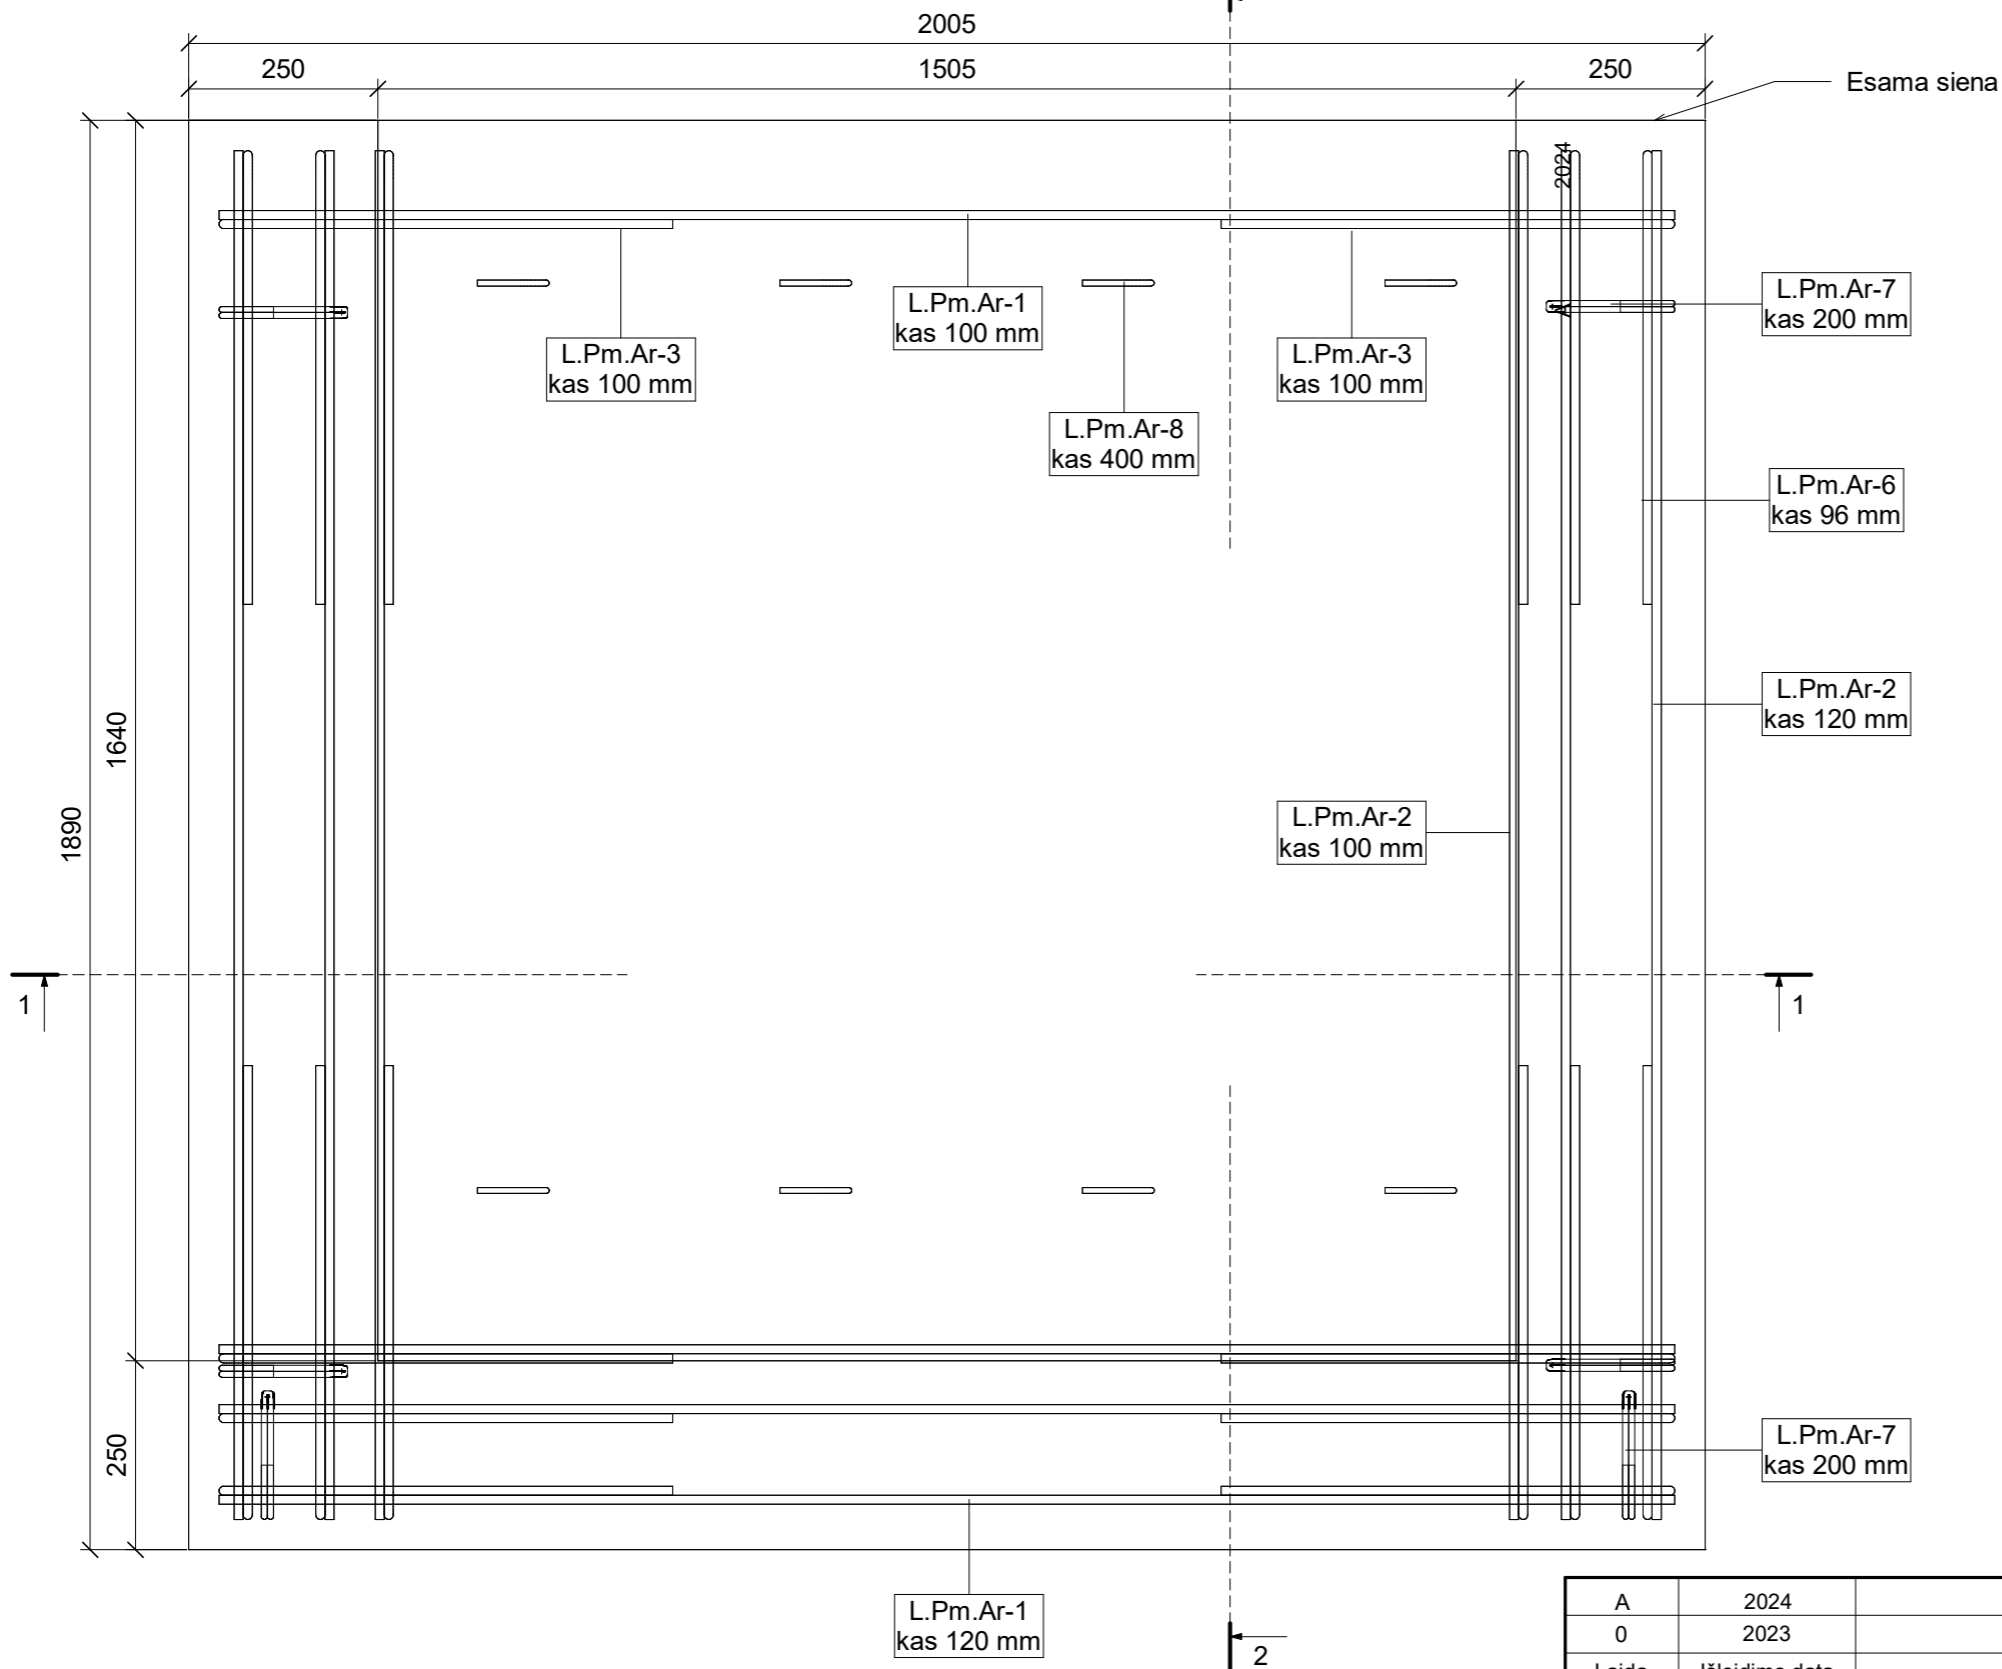 2005
250
1505
250
Esama siena
2024
A
L.Pm.Ar-7
kas 200 mm
L.Pm.Ar-1
kas 100 mm
L.Pm.Ar-3
kas 100 mm
L.Pm.Ar-3
kas 100 mm
L.Pm.Ar-8
kas 400 mm
L.Pm.Ar-6
kas 96 mm
L.Pm.Ar-2
kas 120 mm
1640
1890
L.Pm.Ar-2
kas 100 mm
1
1
250
L.Pm.Ar-7
kas 200 mm
L.Pm.Ar-1
kas 120 mm
2
A 2024
0 2023
Laida Išleidimo data